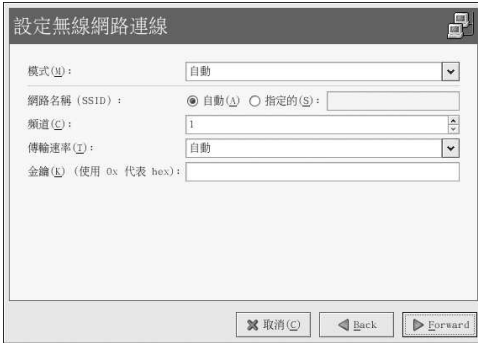 設定無線網路連線
模式(M)： 自動
網路名稱 (SSID)： 自動(A) 指定的(S)：
頻道(C)： 1
傳輸速率(T)： 自動
金鑰(K) (使用 0x 代表 hex)：
取消(C) Back Forward